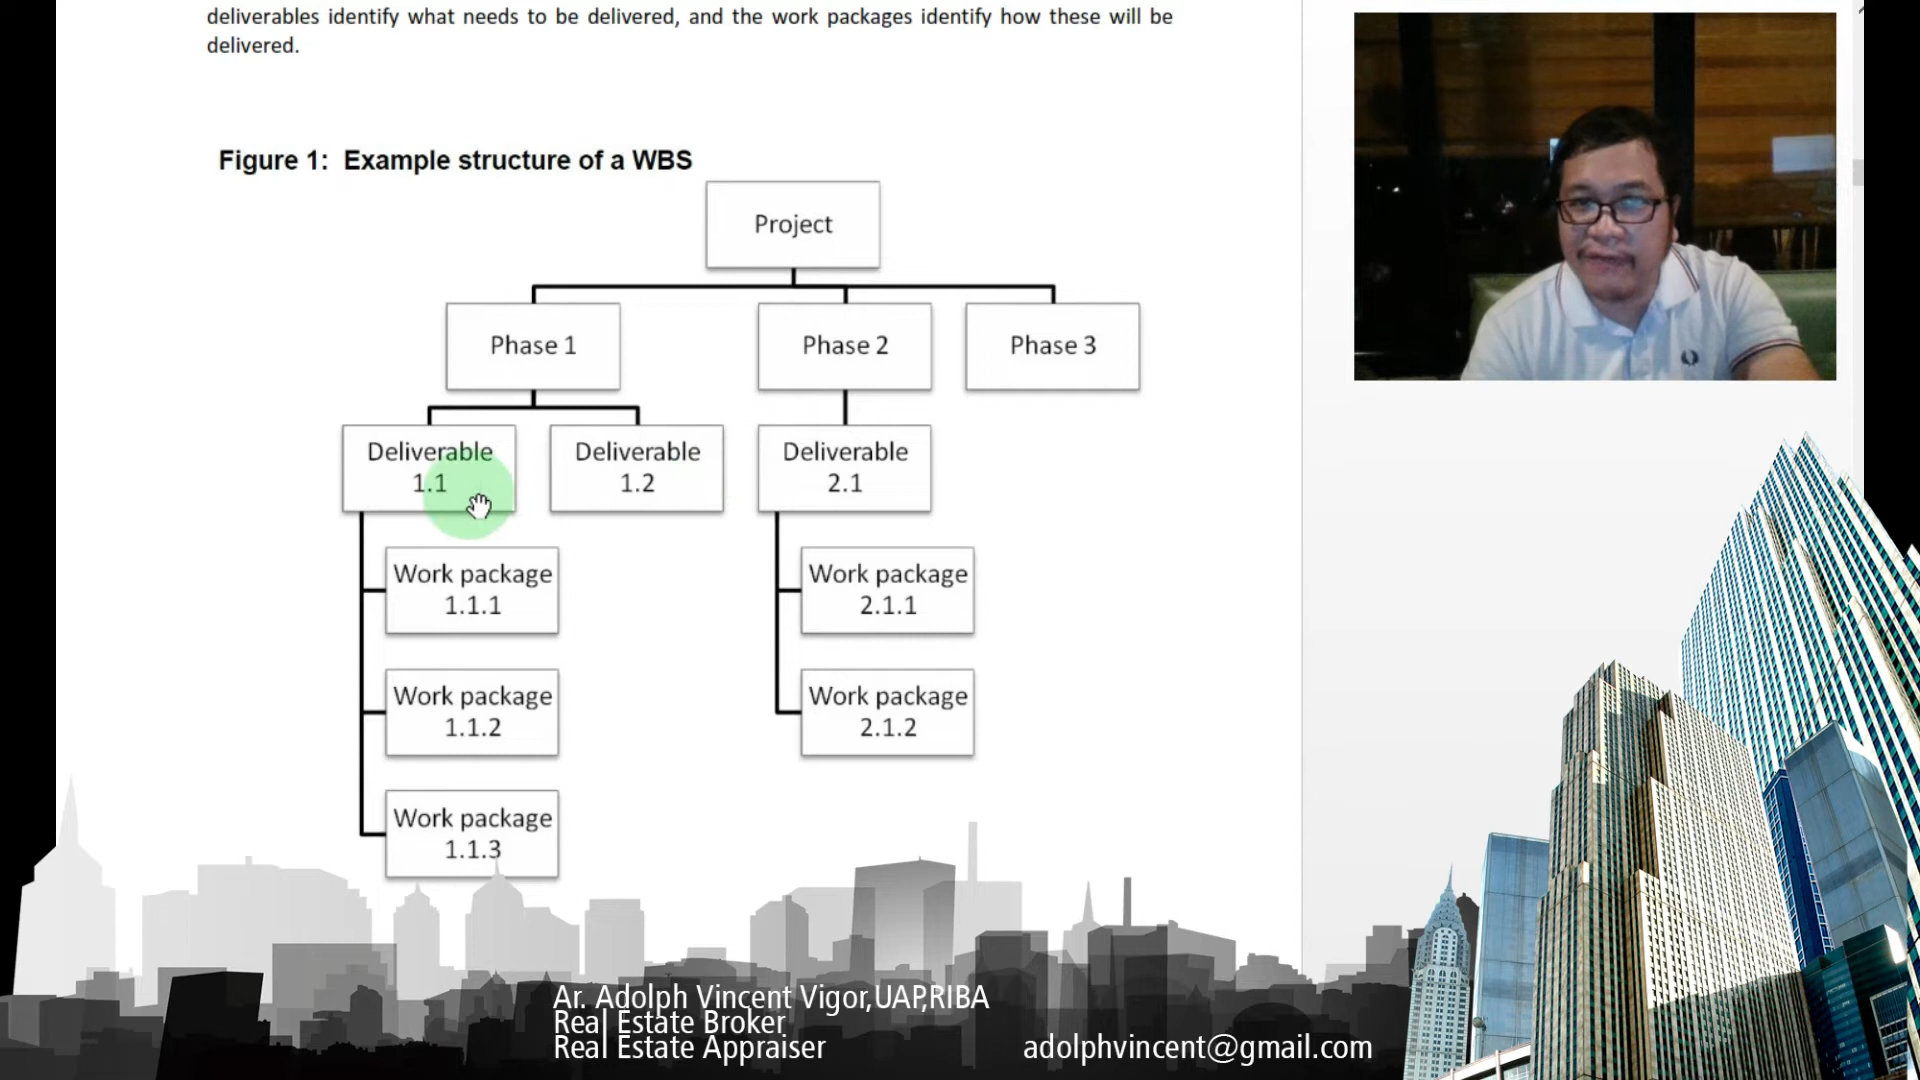 deliverables identify what needs to be delivered, and the work packages identify how these will be
delivered.
Figure 1: Example structure of a WBS
Project
Phase 1
Phase 2
Phase 3
Deliverable
1.1
Deliverable
1.2
Deliverable
2.1
Work package
1.1.1
Work package
2.1.1
Work package
1.1.2
Work package
2.1.2
Work package
1.1.3
Ar. Adolph Vincent Vigor,UAP,RIBA
Real Estate Broker
Real Estate Appraiser
adolphvincent@gmail.com